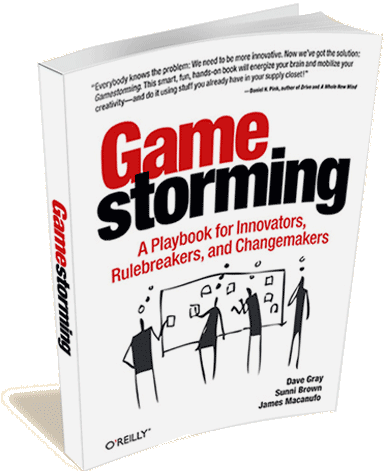 "Everybody knows the problem: We need to be more innovative. Now we've got the solution:
Gamestorming. This smart, fun, hands-on book will energize your brain and mobilize your
creativity—and do it using stuff you already have in your supply closet!"
—Daniel H. Pink, author of Drive and A Whole New Mind
Game
storming
A Playbook for Innovators,
Rulebreakers, and Changemakers
Dave Gray
Sunni Brown
James Macanufo
O'REILLY®
Gamestorming